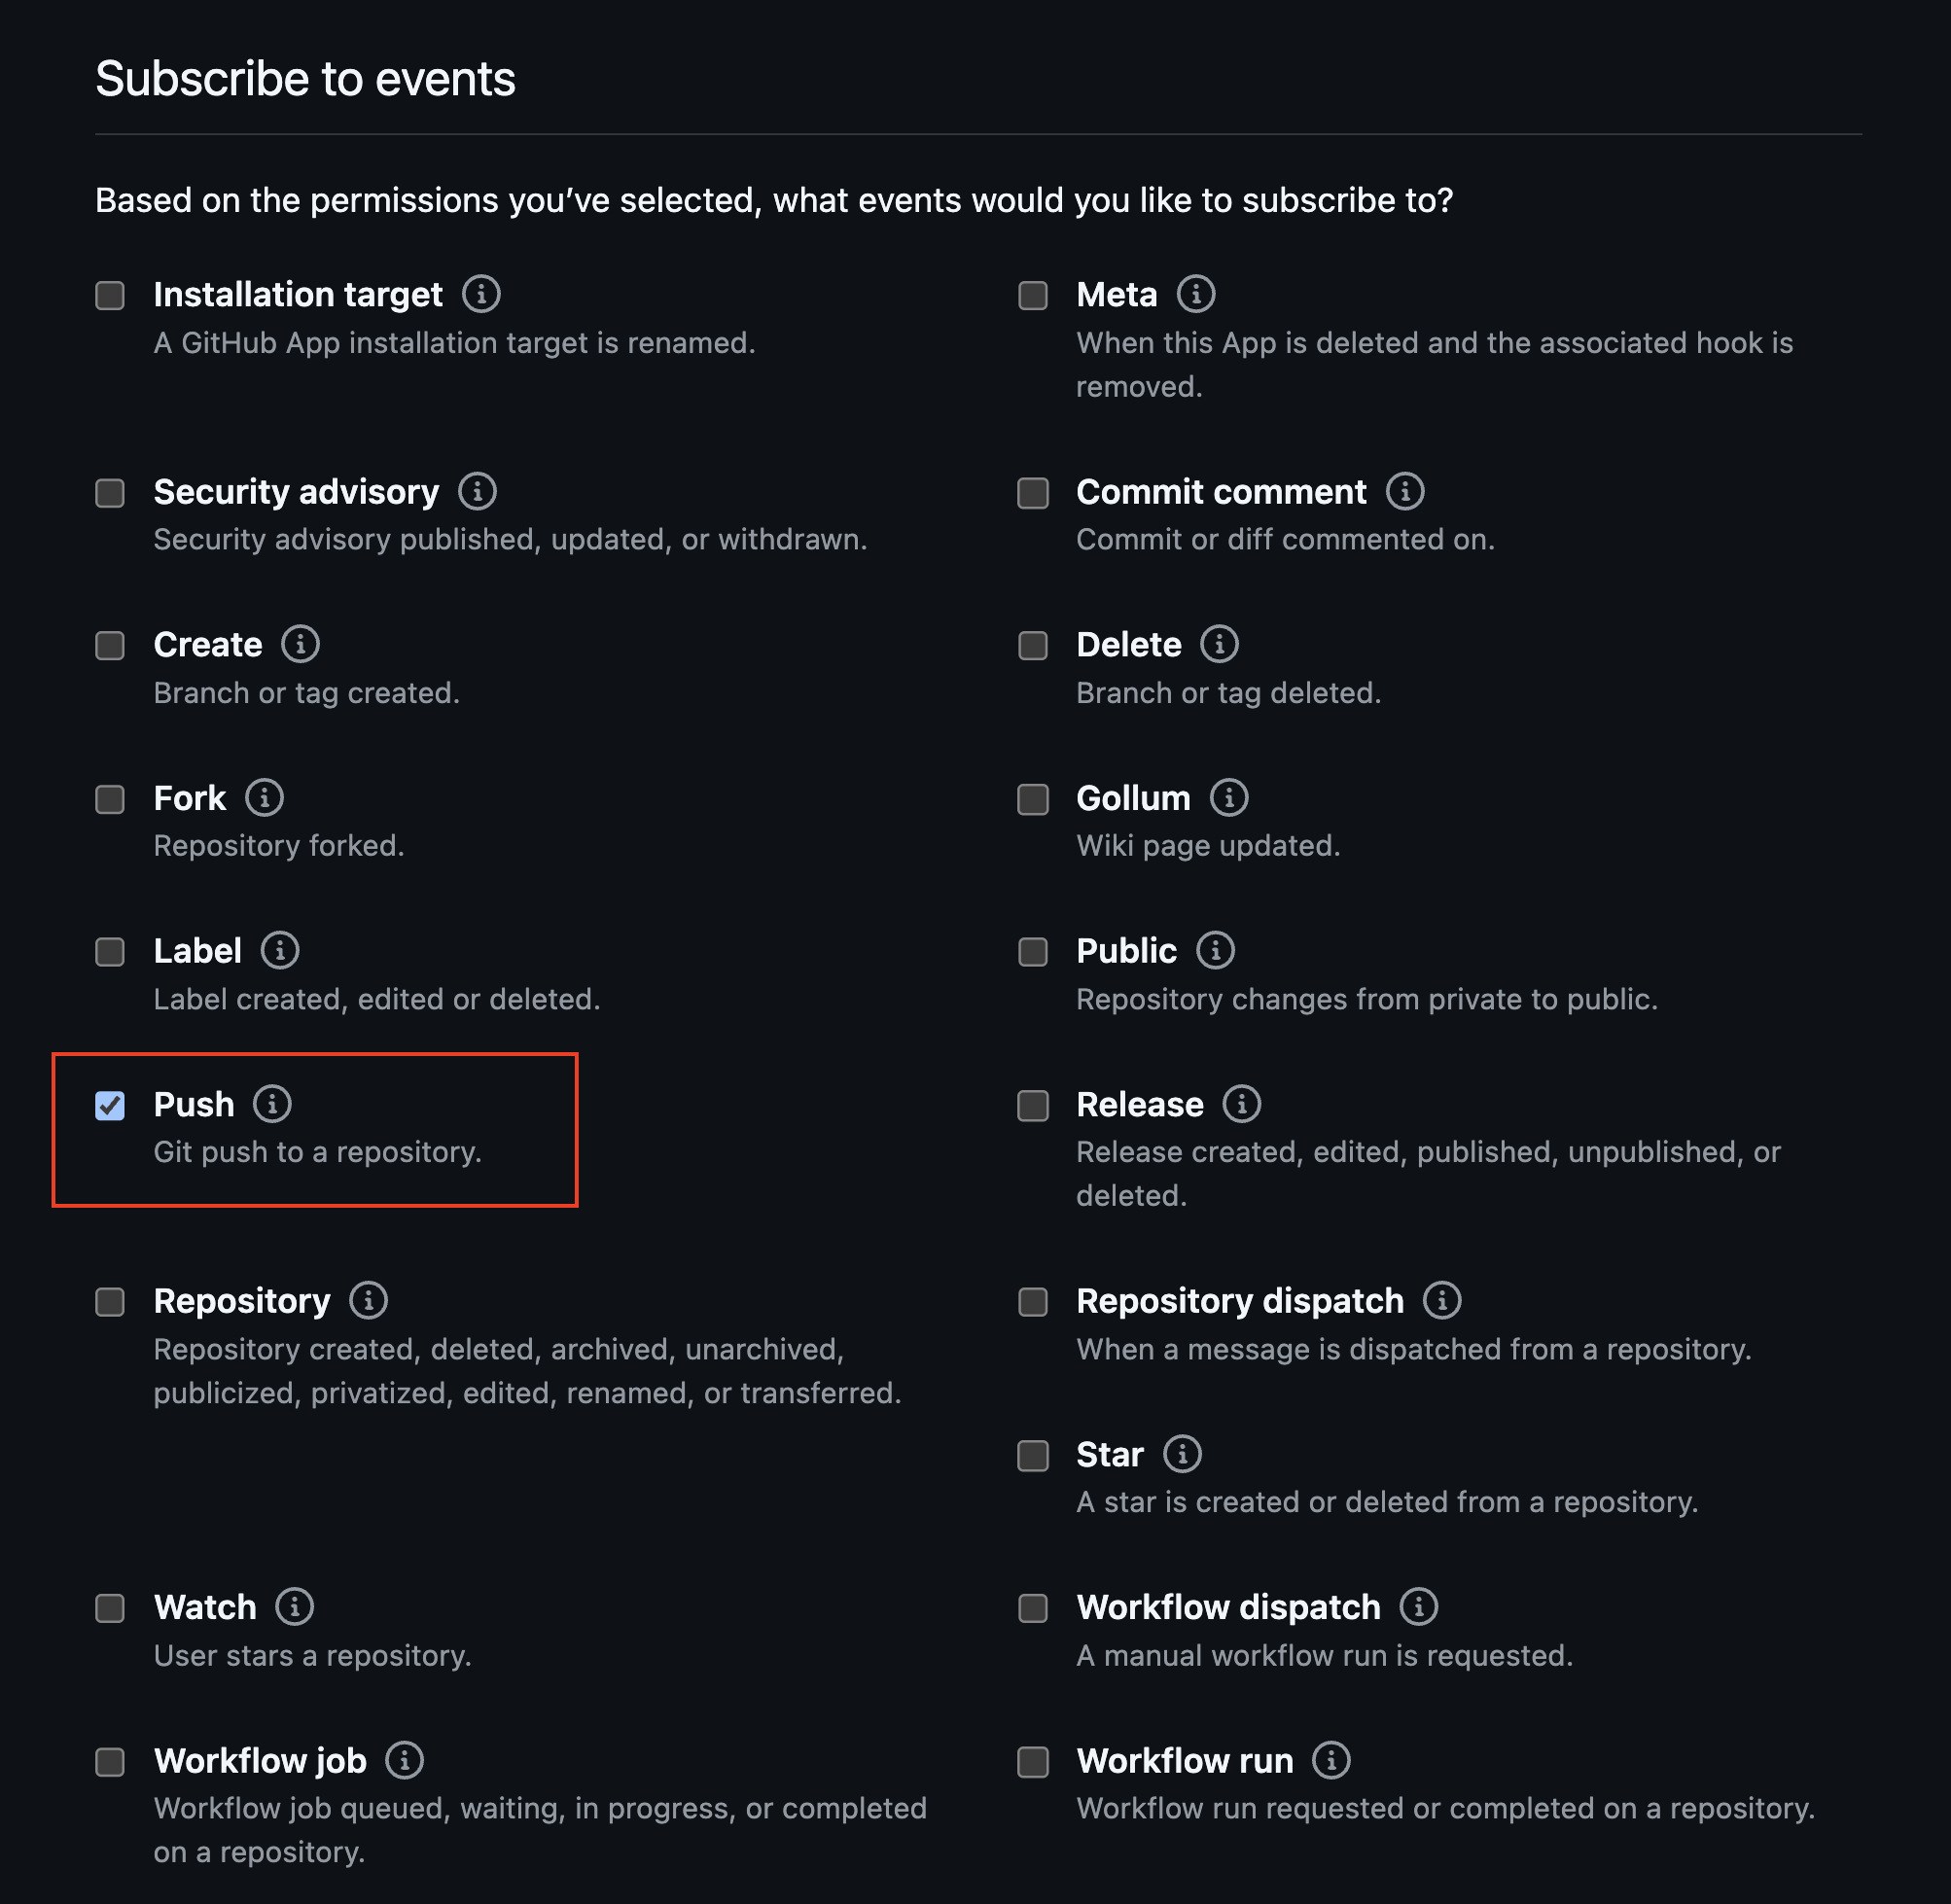 Subscribe to events
Based on the permissions you’ve selected, what events would you like to subscribe to?
Installation target
A GitHub App installation target is renamed.
Meta
When this App is deleted and the associated hook is
removed.
Security advisory
Security advisory published, updated, or withdrawn.
Commit comment
Commit or diff commented on.
Create
Branch or tag created.
Delete
Branch or tag deleted.
Fork
Repository forked.
Gollum
Wiki page updated.
Label
Label created, edited or deleted.
Public
Repository changes from private to public.
Push
Git push to a repository.
Release
Release created, edited, published, unpublished, or
deleted.
Repository
Repository created, deleted, archived, unarchived,
publicized, privatized, edited, renamed, or transferred.
Repository dispatch
When a message is dispatched from a repository.
Star
A star is created or deleted from a repository.
Watch
User stars a repository.
Workflow dispatch
A manual workflow run is requested.
Workflow job
Workflow job queued, waiting, in progress, or completed
on a repository.
Workflow run
Workflow run requested or completed on a repository.